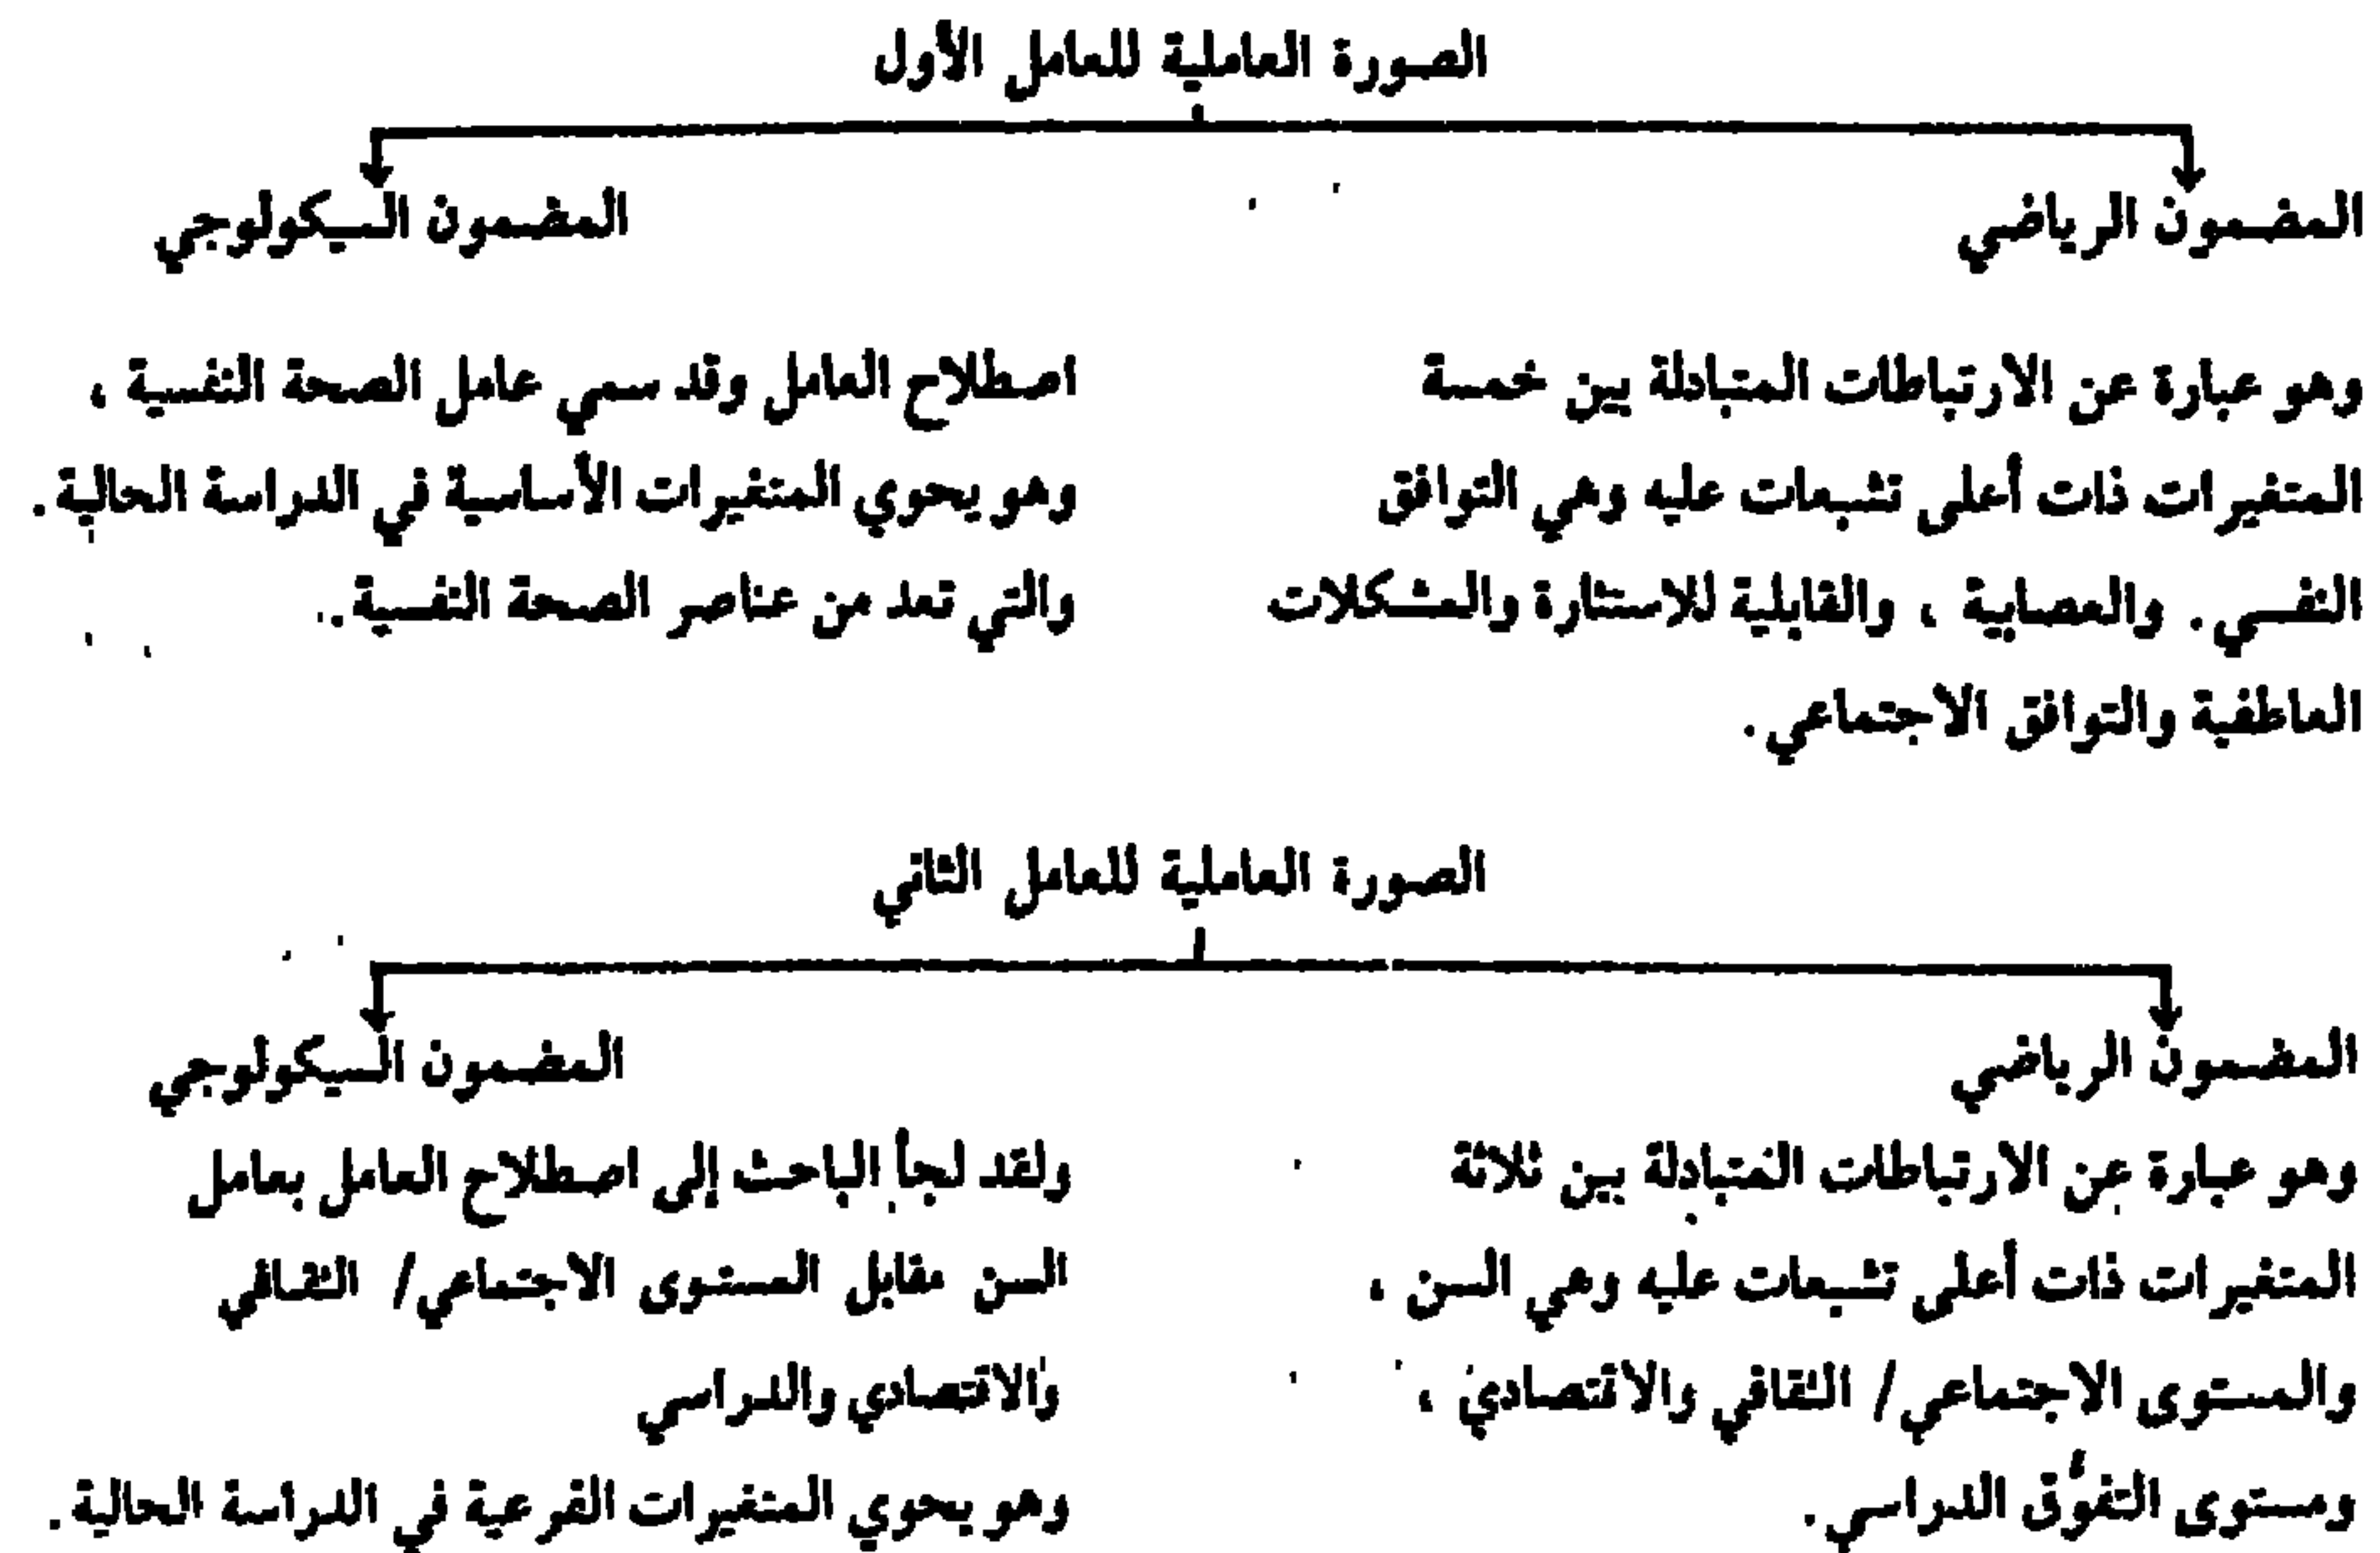 الصورة العاملية للعامل الأول
المضمون الرياضي
وهو عبارة عن الارتباطات المتبادلة بين خمسة
المتغيرات ذات أعلى تشبعات عليه وهي التوافق
النفسي. والعصابية ، والقابلية للاستثارة والمشكلات
العاطفية والتوافق الاجتماعي.
المضمون السيكولوجي
اصطلاح العامل وقد سمي عامل الصحة النفسية ،
وهو يحوي المتغيرات الأساسية في الدراسة الحالية.
والتي تعد من عناصر الصحة النفسية.
الصورة العاملية للعامل الثاني
المضمون الرياضي
وهو عبارة عن الارتباطات المتبادلة بين ثلاثة
المتغيرات ذات أعلى تشبعات عليه وهي السن ،
والمستوى الاجتماعي/ الثقافي والاقتصادي ،
ومستوى التفوُّق الدراسي.
المضمون السيكولوجي
ولقد لجأ الباحث إلى اصطلاح العامل بعامل
السن مقابل المستوى الاجتماعي/ الثقافي
والاقتصادي والدراسي
وهو يحوي المتغيرات الفرعية في الدراسة الحالية.